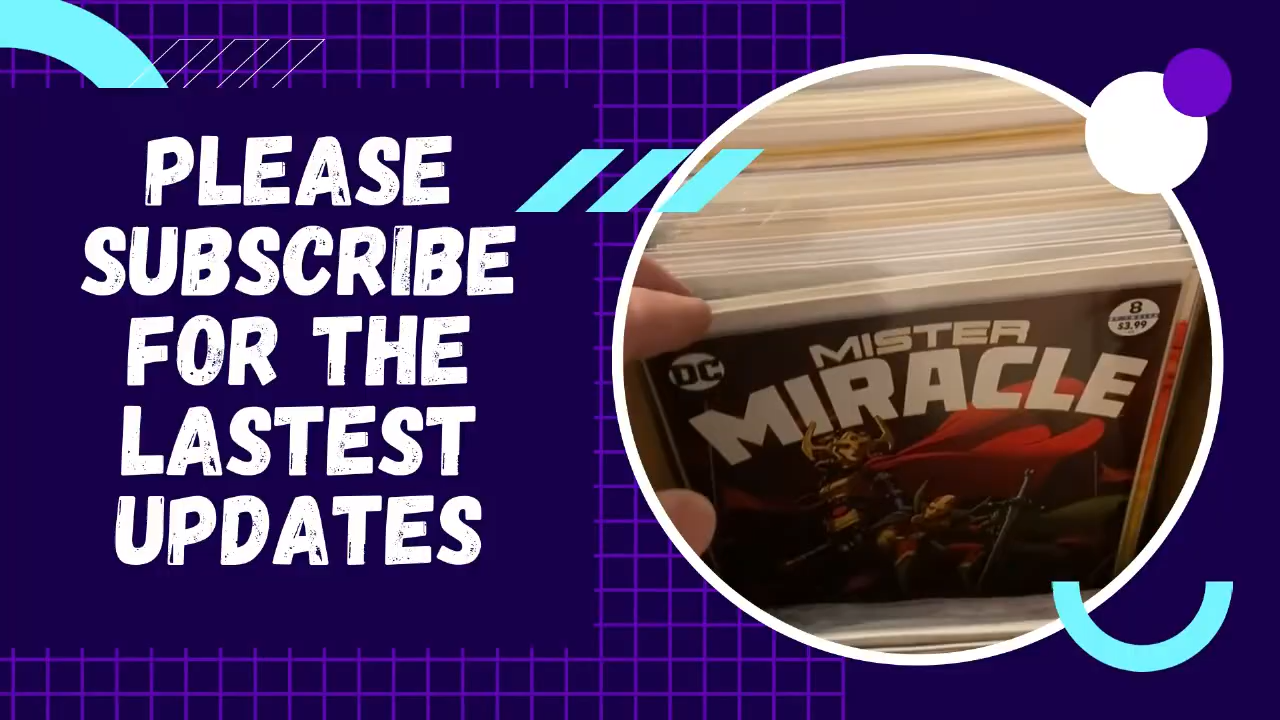 PLEASE
SUBSCRIBE
FOR THE
LASTEST
UPDATES
DC
MISTER
MIRACLE
8
$3.99